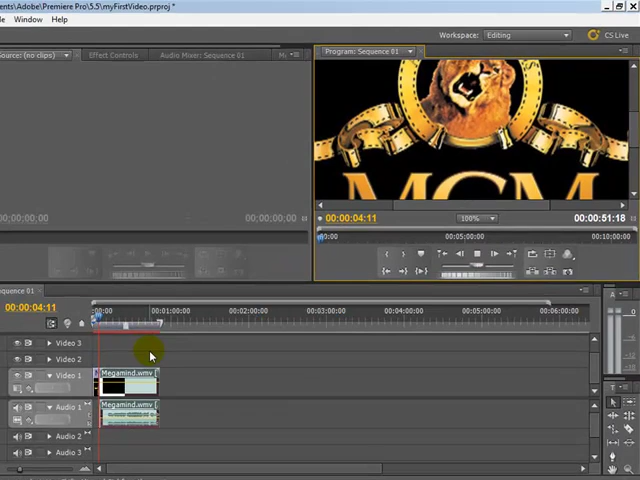 ents\Adobe\Premiere Pro\5.5\myFirstVideo.prproj *
Window Help
Workspace: Editing CS Live
Source: (no clips) Effect Controls Audio Mixer: Sequence 01
Program: Sequence 01
MGM
00;00;00;00 00;00;00;00
00:00:04:11 100% 00:00:51:18
00:00 00:05:00:00 00:10:00:00
equence 01
00:00:04:11
:00:00 00:01:00:00 00:02:00:00 00:03:00:00 00:04:00:00 00:05:00:00 00:06:00:00
Video 3
Video 2
Video 1 Megamind.wmv [
Audio 1 Megamind.wmv [
Audio 2
Audio 3